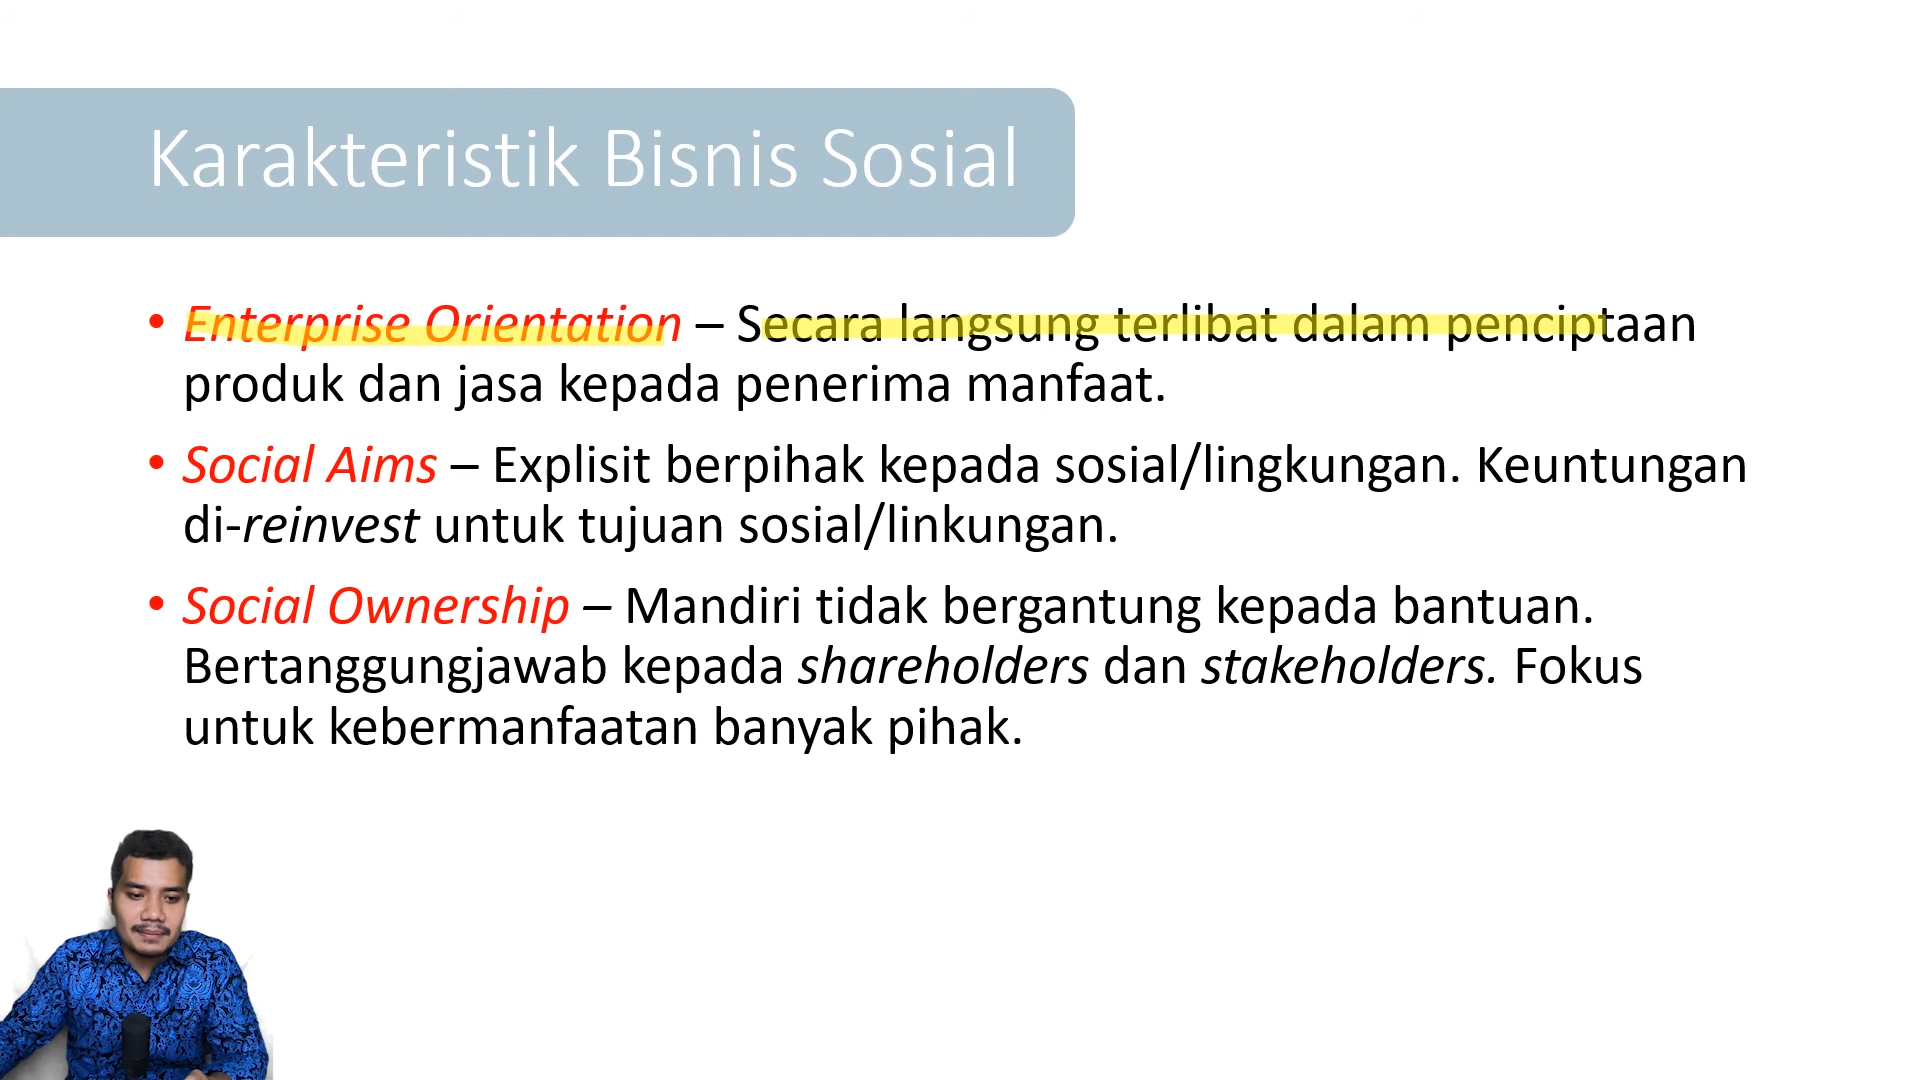 Karakteristik Bisnis Sosial
• Enterprise Orientation – Secara langsung terlibat dalam penciptaan
produk dan jasa kepada penerima manfaat.
• Social Aims – Explisit berpihak kepada sosial/lingkungan. Keuntungan
di-reinvest untuk tujuan sosial/linkungan.
• Social Ownership – Mandiri tidak bergantung kepada bantuan.
Bertanggungjawab kepada shareholders dan stakeholders. Fokus
untuk kebermanfaatan banyak pihak.